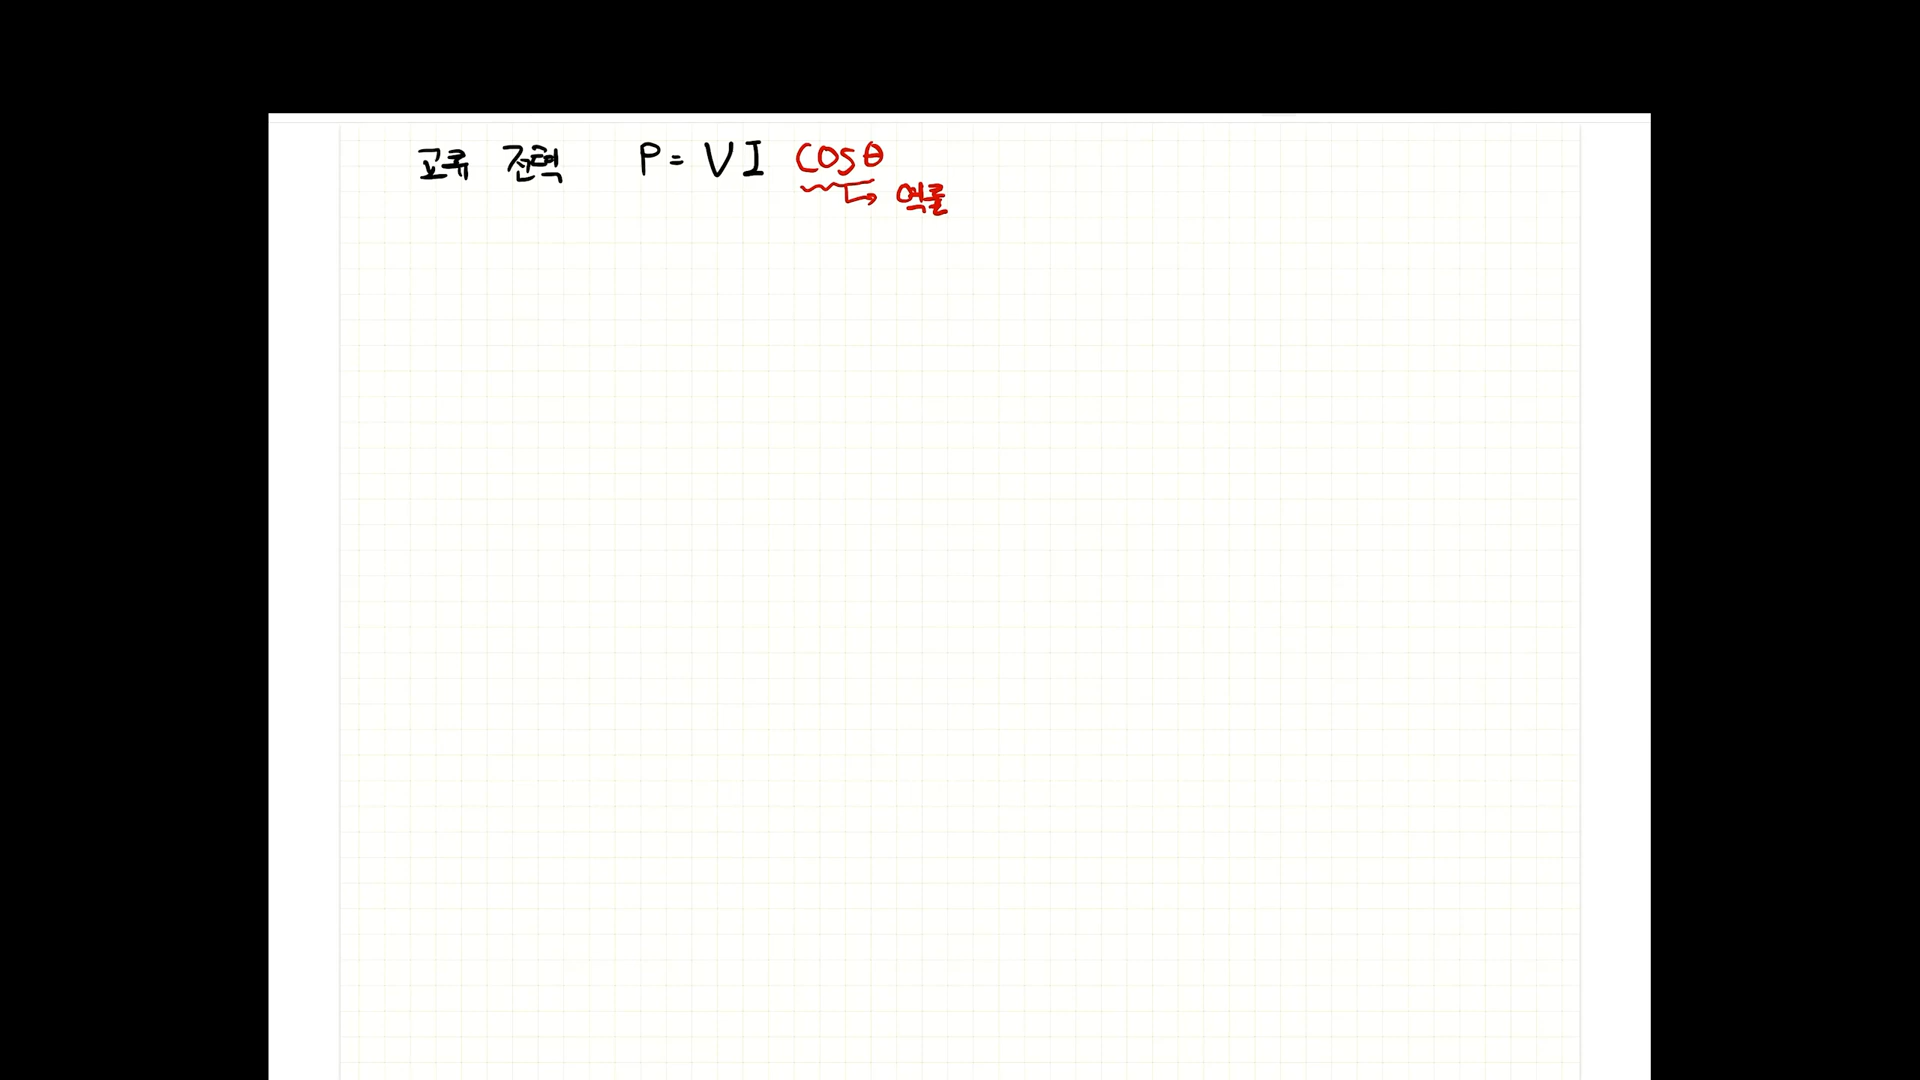 교류 전력 P = VI cosθ
→ 역률